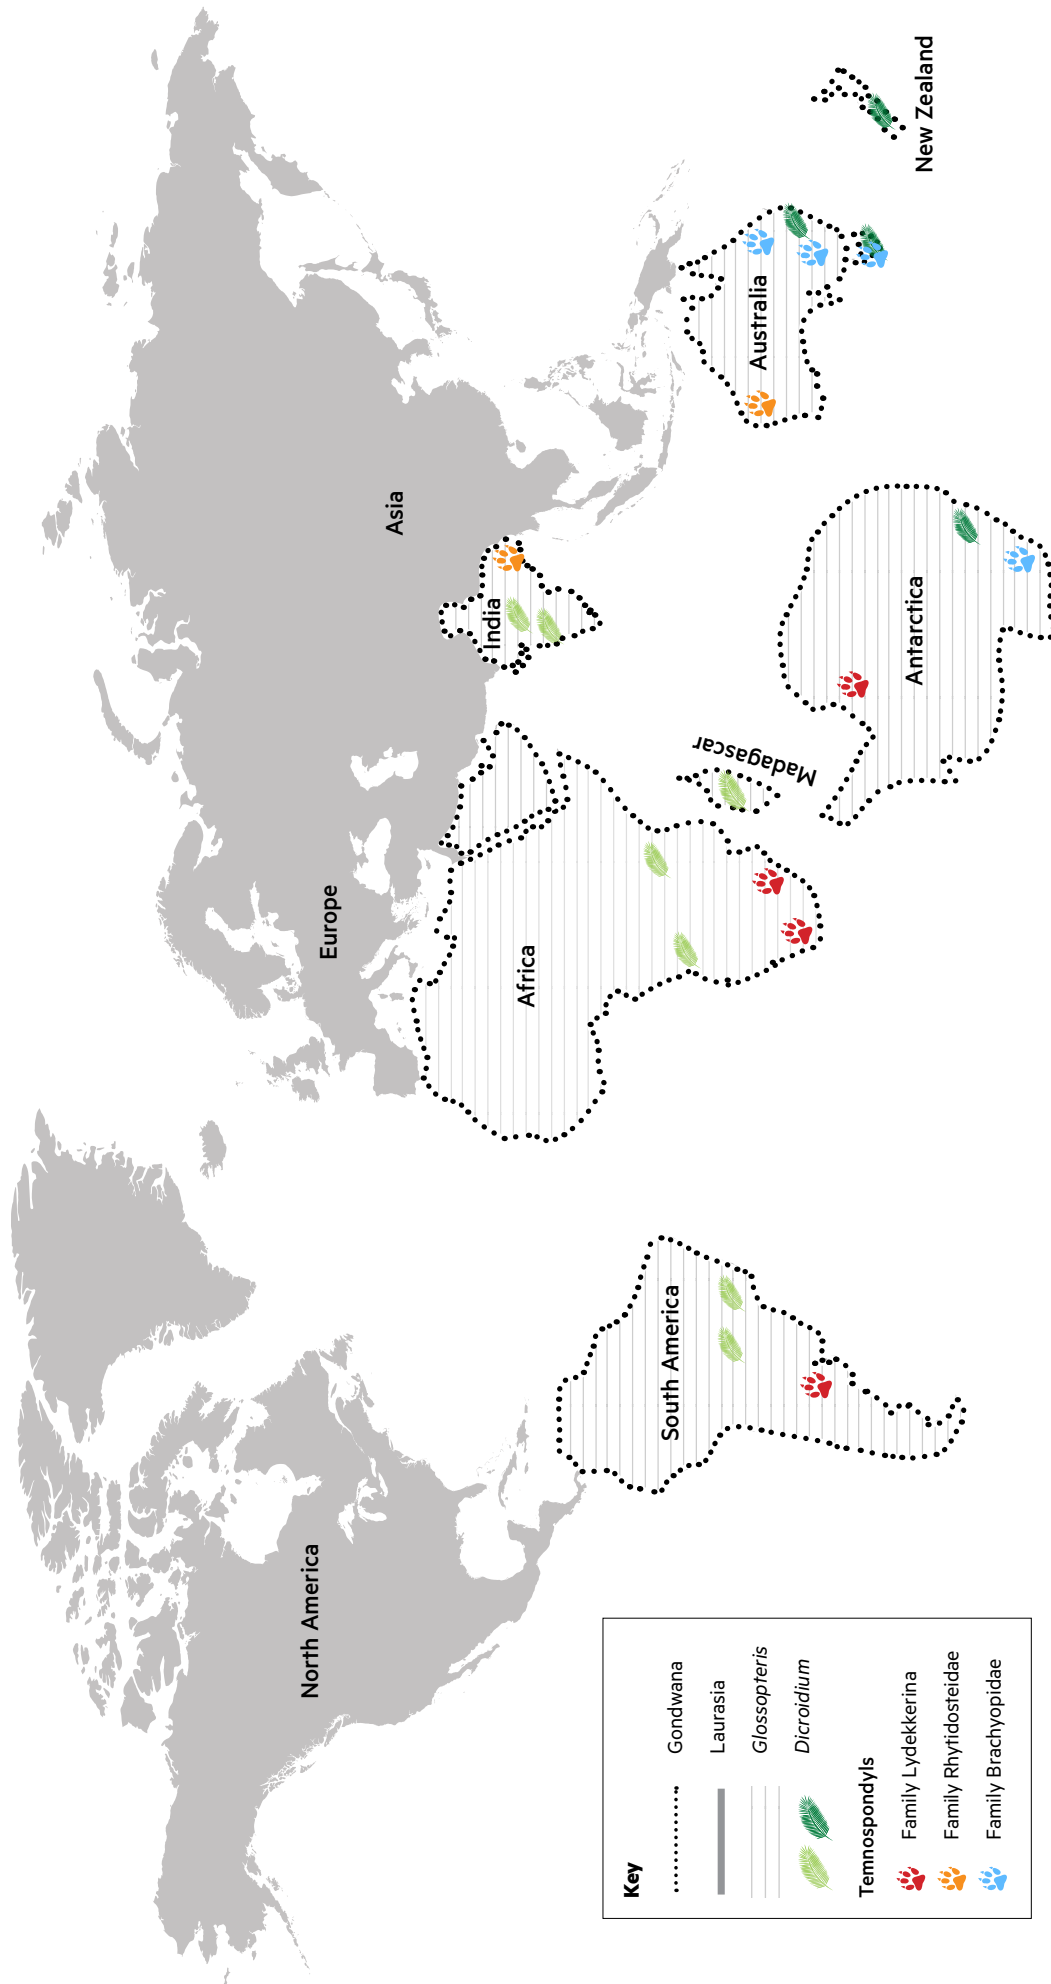 North America
Europe
Asia
India
Africa
Madagascar
South America
Australia
Antarctica
New Zealand
Key
Gondwana
Laurasia
Glossopteris
Dicroidium
Temnospondyls
Family Lydekkerina
Family Rhytidosteidae
Family Brachyopidae